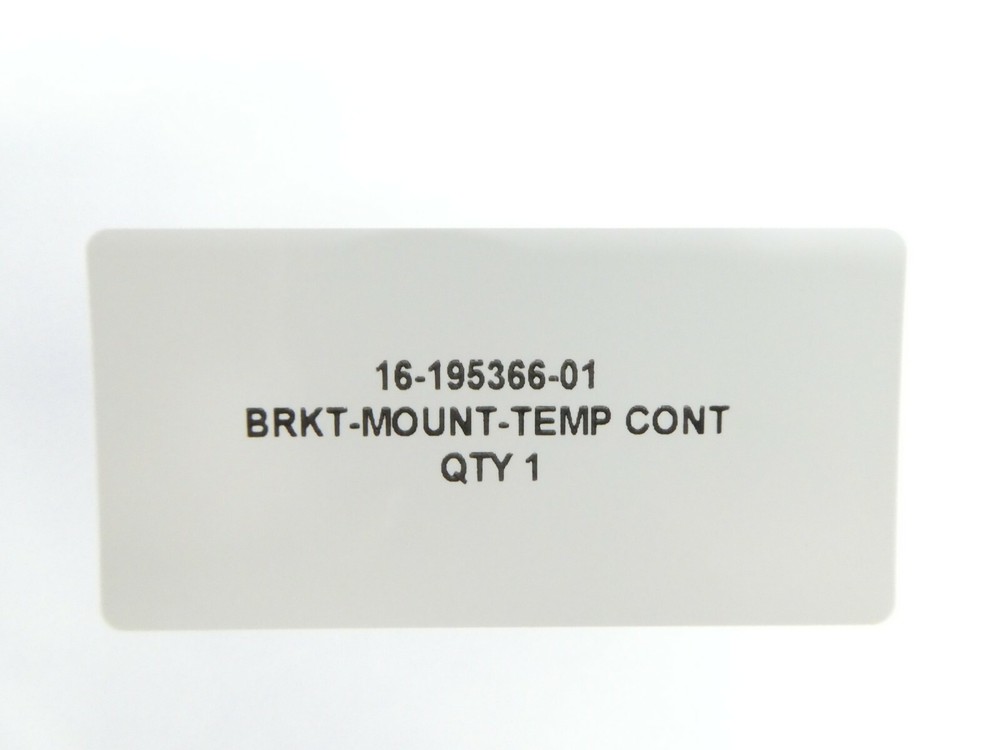 16-195366-01
BRKT-MOUNT-TEMP CONT
QTY 1